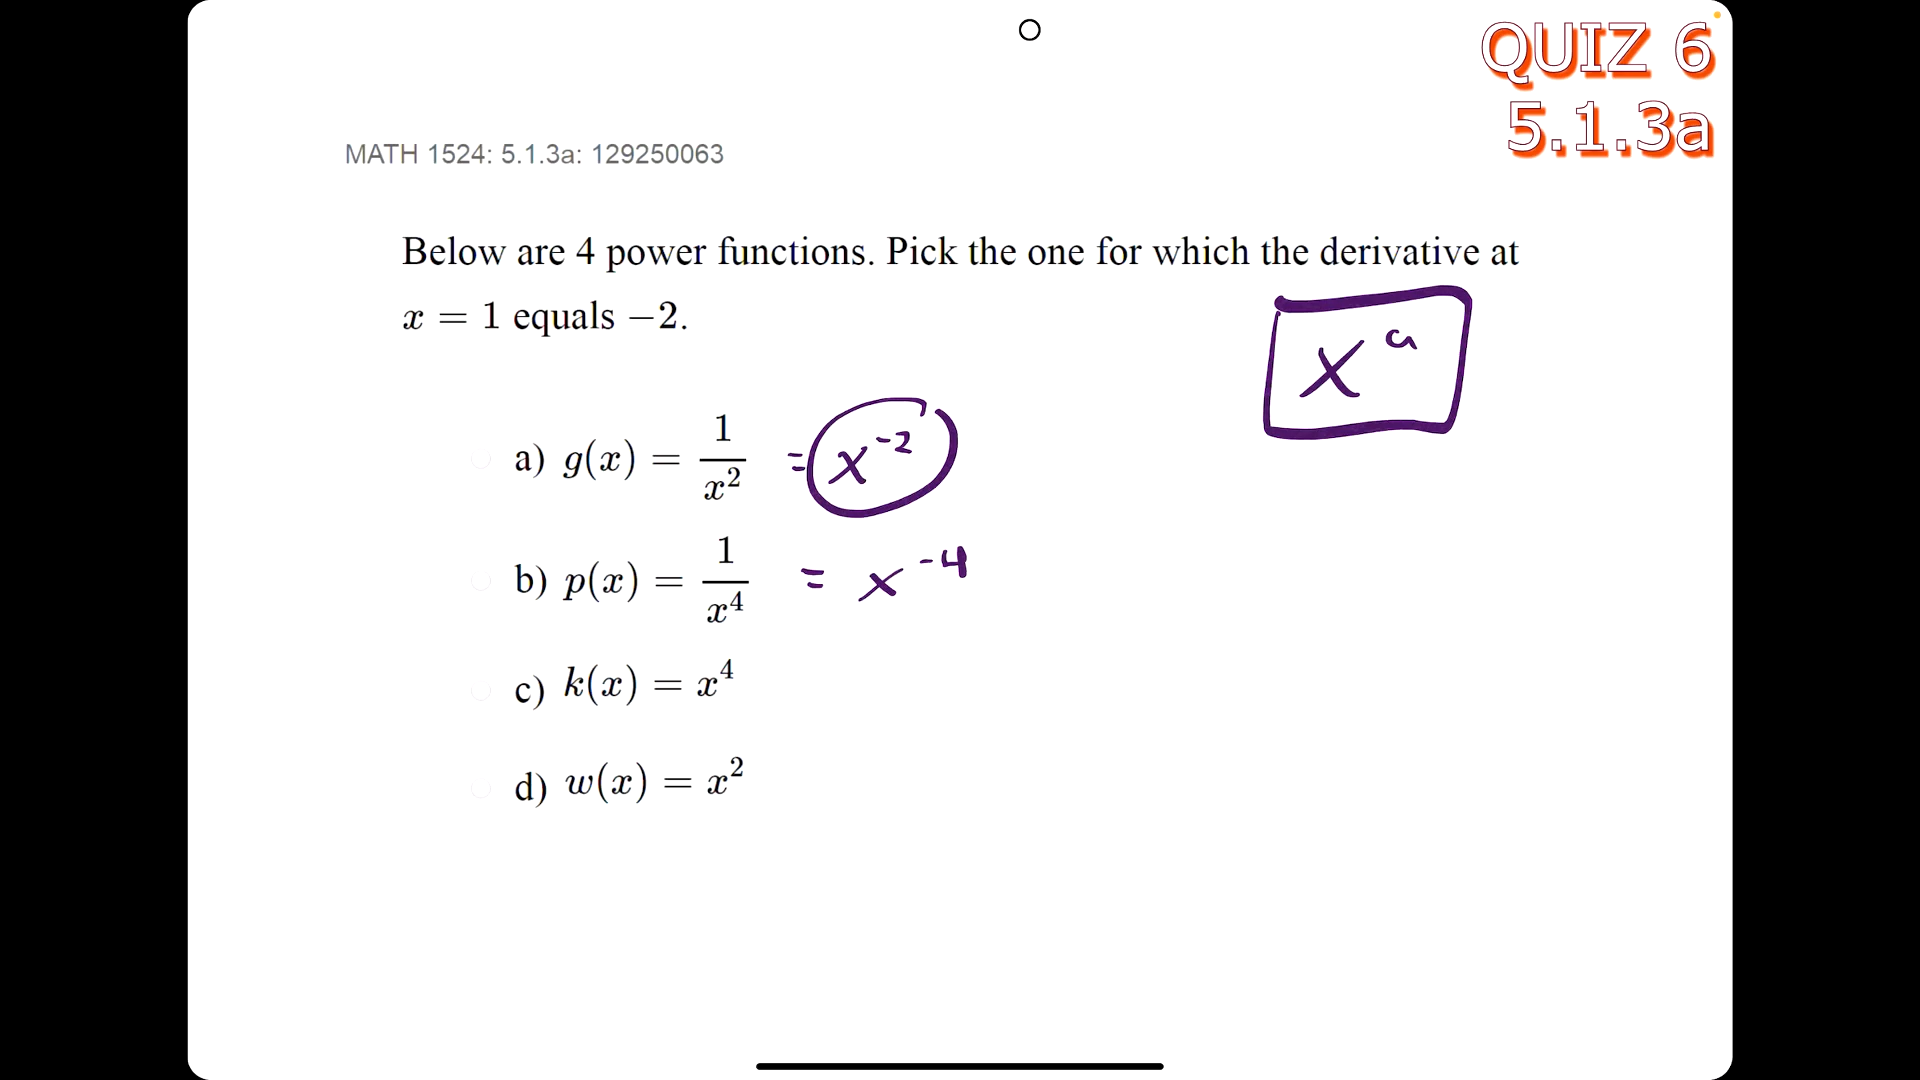 QUIZ 6
5.1.3a
MATH 1524: 5.1.3a: 129250063
Below are 4 power functions. Pick the one for which the derivative at
x = 1 equals −2.
x^a
a) g(x) = 1/x^2 = x^-2
b) p(x) = 1/x^4 = x^-4
c) k(x) = x^4
d) w(x) = x^2